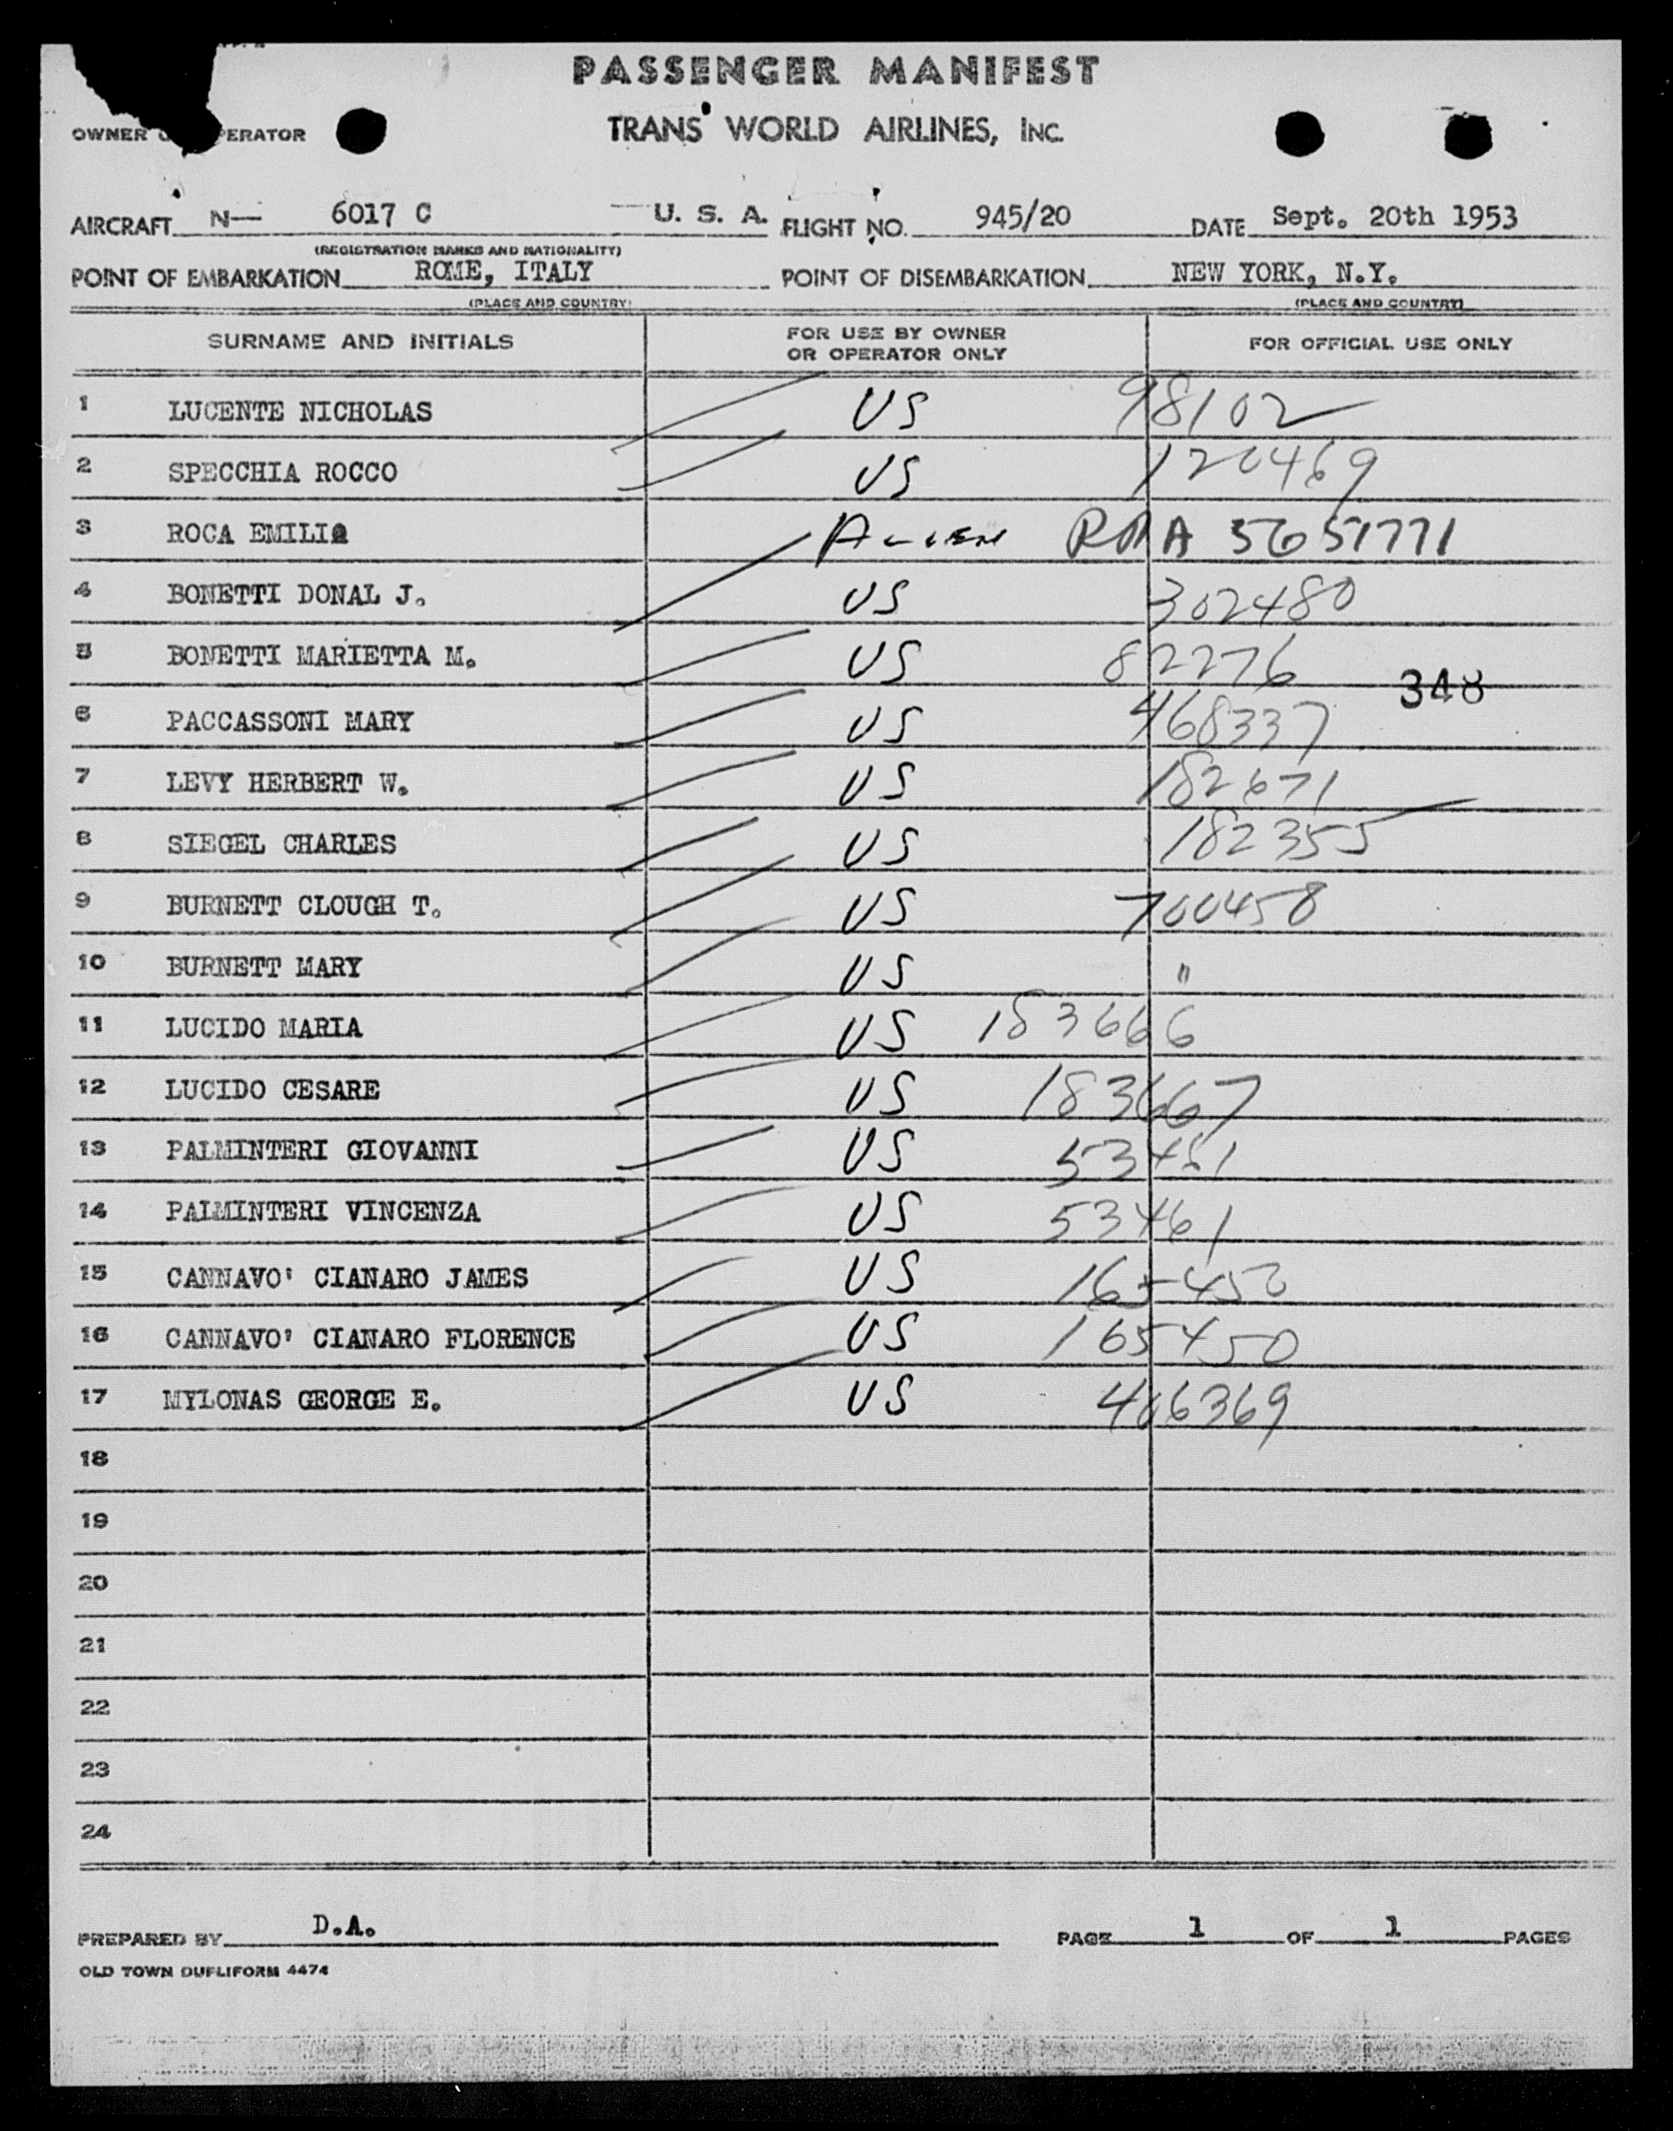 PASSENGER MANIFEST
OWNER OPERATOR TRANS WORLD AIRLINES, INC.
AIRCRAFT N— 6017 C U. S. A. FLIGHT NO. 945/20 DATE Sept. 20th 1953
(REGISTRATION MARKS AND NATIONALITY)
POINT OF EMBARKATION ROME, ITALY POINT OF DISEMBARKATION NEW YORK, N.Y.
(PLACE AND COUNTRY) (PLACE AND COUNTRY)
SURNAME AND INITIALS FOR USE BY OWNER OR OPERATOR ONLY FOR OFFICIAL USE ONLY
1 LUCENTE NICHOLAS US 98102
2 SPECCHIA ROCCO US 120469
3 ROCA EMILIA ALIEN A 5651771
4 BONETTI DONAL J. US 302480
5 BONETTI MARIETTA M. US 82276
348
6 PACCASSONI MARY US 468337
7 LEVY HERBERT W. US 182671
8 SIEGEL CHARLES US 182355
9 BURNETT CLOUGH T. US 700458
10 BURNETT MARY US "
11 LUCIDO MARIA US 183666
12 LUCIDO CESARE US 183667
13 PALMINTERI GIOVANNI US
14 PALMINTERI VINCENZA US 53461
15 CANNAVO' CIANARO JAMES US 165450
16 CANNAVO' CIANARO FLORENCE US 165450
17 MYLONAS GEORGE E. US 406369
18
19
20
21
22
23
24
PREPARED BY D.A. PAGE 1 OF 1 PAGES
OLD TOWN DUPLIFORM 4474